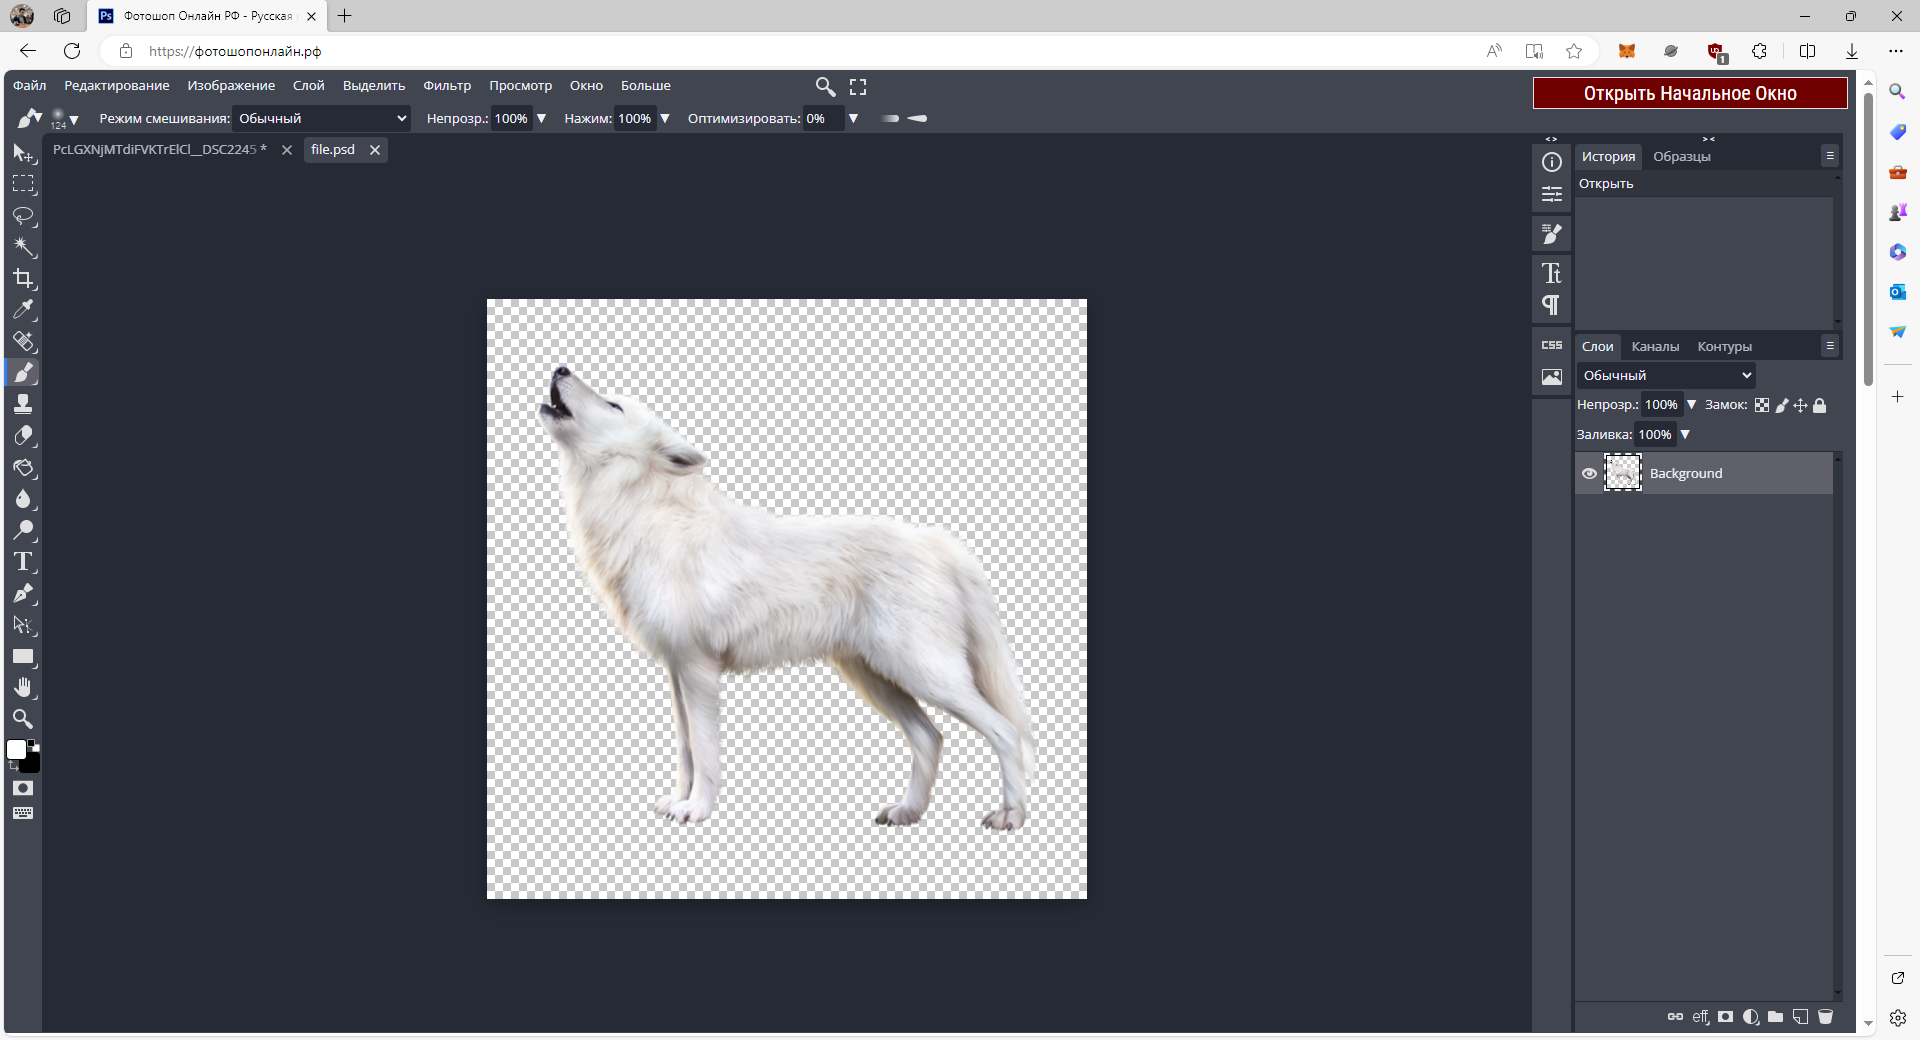 Фотошоп Онлайн РФ - Русская
https://фотошопонлайн.рф
1
Файл Редактирование Изображение Слой Выделить Фильтр Просмотр Окно Больше
Открыть Начальное Окно
124 Режим смешивания: Обычный Непрозр.: 100% Нажим: 100% Оптимизировать: 0%
PcLGXNjMTdiFVKTrElCl__DSC2245 * file.psd
История Образцы
Открыть
CSS
Слои Каналы Контуры
Обычный
Непрозр.: 100% Замок:
Заливка: 100%
Background
eff